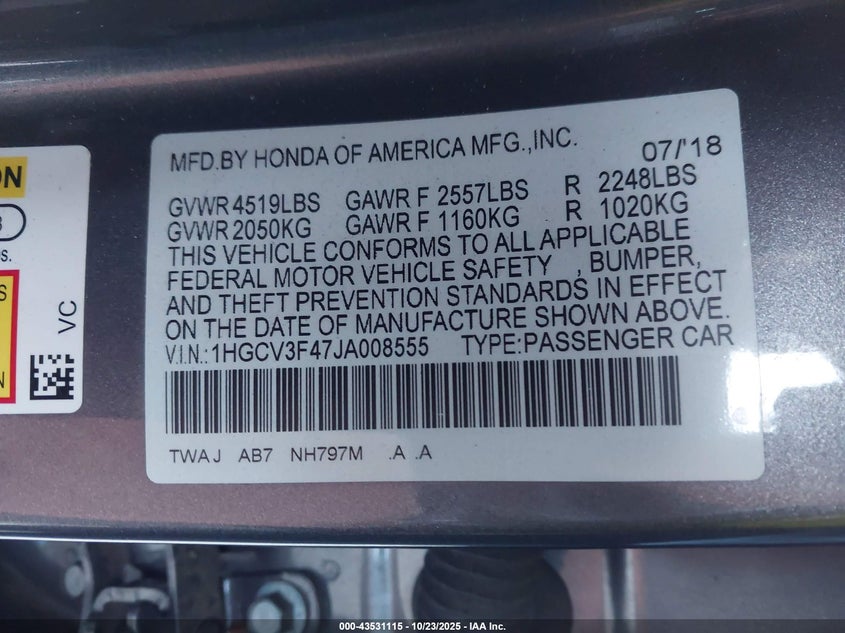 ON
3
S.
S
N
VC
MFD.BY HONDA OF AMERICA MFG.,INC. 07/'18
GVWR 4519LBS GAWR F 2557LBS R 2248LBS
GVWR 2050KG GAWR F 1160KG R 1020KG
THIS VEHICLE CONFORMS TO ALL APPLICABLE
FEDERAL MOTOR VEHICLE SAFETY , BUMPER,
AND THEFT PREVENTION STANDARDS IN EFFECT
ON THE DATE OF MANUFACTURE SHOWN ABOVE.
V.I.N.:1HGCV3F47JA008555 TYPE:PASSENGER CAR
TWAJ AB7 NH797M .A .A
000-43531115 - 10/23/2025 - IAA Inc.